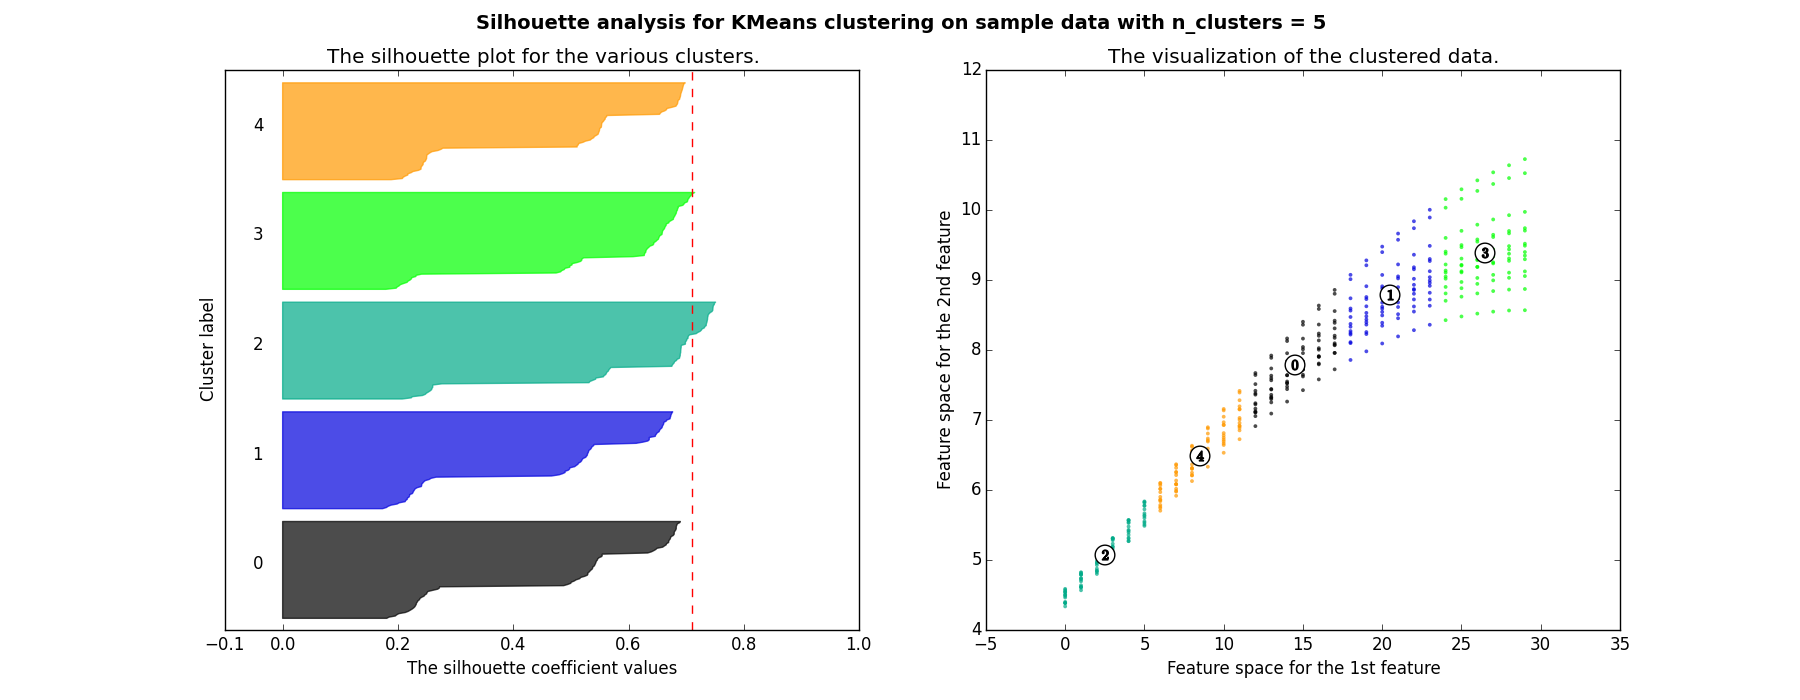 Silhouette analysis for KMeans clustering on sample data with n_clusters = 5
The silhouette plot for the various clusters.
Cluster label
4
3
2
1
0
−0.1 0.0 0.2 0.4 0.6 0.8 1.0
The silhouette coefficient values
The visualization of the clustered data.
Feature space for the 2nd feature
12
11
10
9
8
7
6
5
4
3
1
0
4
2
−5 0 5 10 15 20 25 30 35
Feature space for the 1st feature